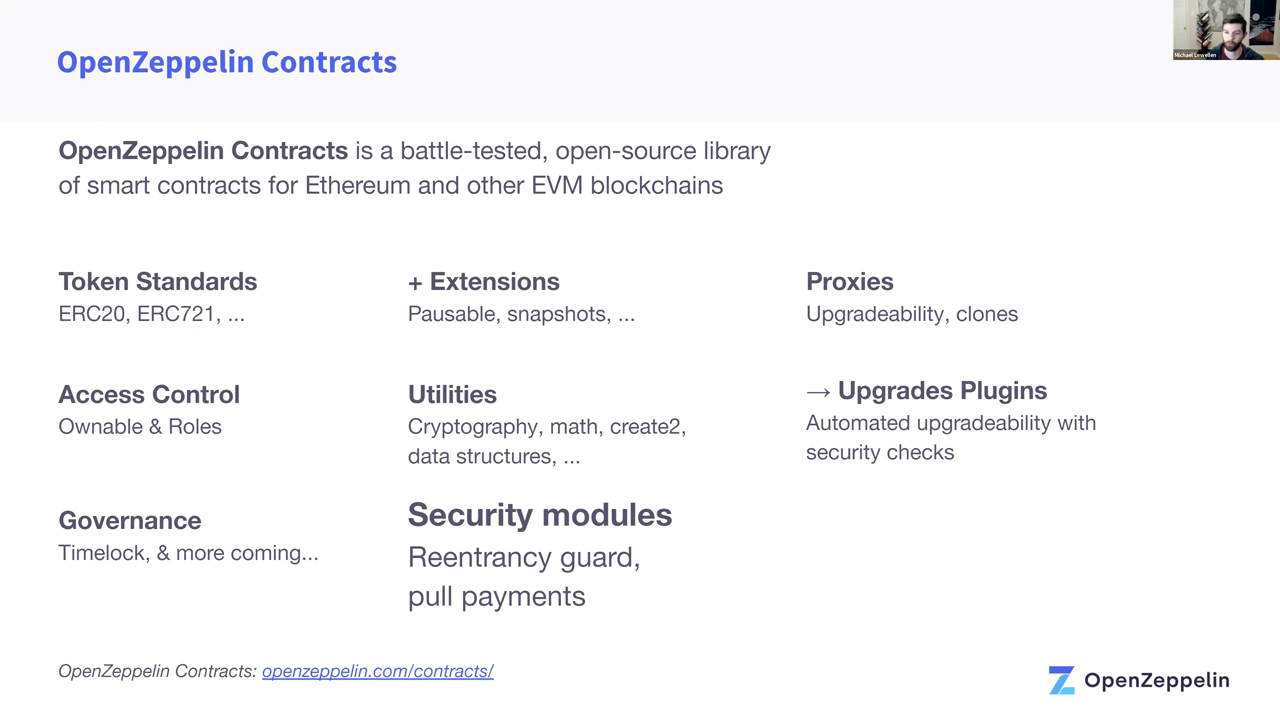 OpenZeppelin Contracts
Michael Lewellen
OpenZeppelin Contracts is a battle-tested, open-source library
of smart contracts for Ethereum and other EVM blockchains
Token Standards
ERC20, ERC721, ...
+ Extensions
Pausable, snapshots, ...
Proxies
Upgradeability, clones
Access Control
Ownable & Roles
Utilities
Cryptography, math, create2,
data structures, ...
→ Upgrades Plugins
Automated upgradeability with
security checks
Governance
Timelock, & more coming...
Security modules
Reentrancy guard,
pull payments
OpenZeppelin Contracts: openzeppelin.com/contracts/
OpenZeppelin